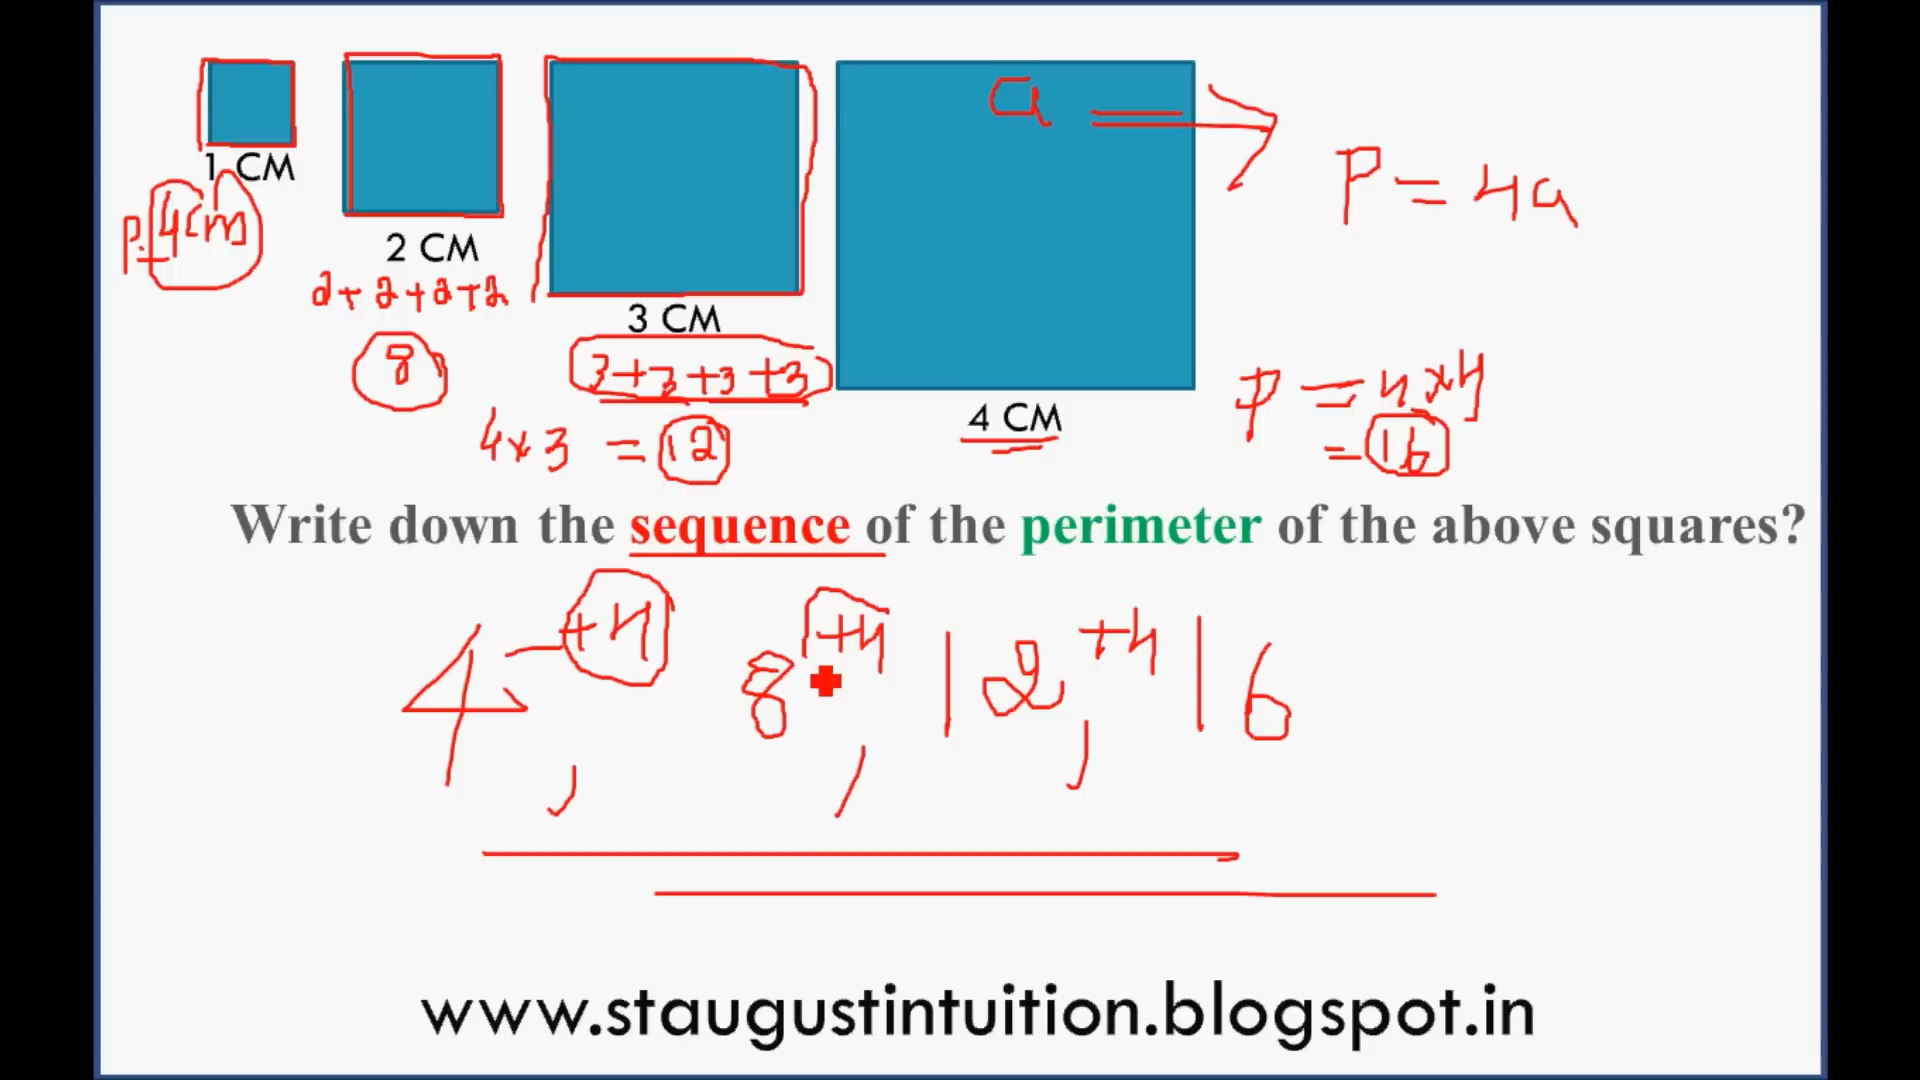 a
P = 4a
1 CM
P = 4cm
2 CM
2+2+2+2
8
3 CM
3+3+3+3
4×3 = 12
4 CM
P = 4×4
= 16
Write down the sequence of the perimeter of the above squares?
4, +4 8, +4 12, +4 16
www.staugustintuition.blogspot.in